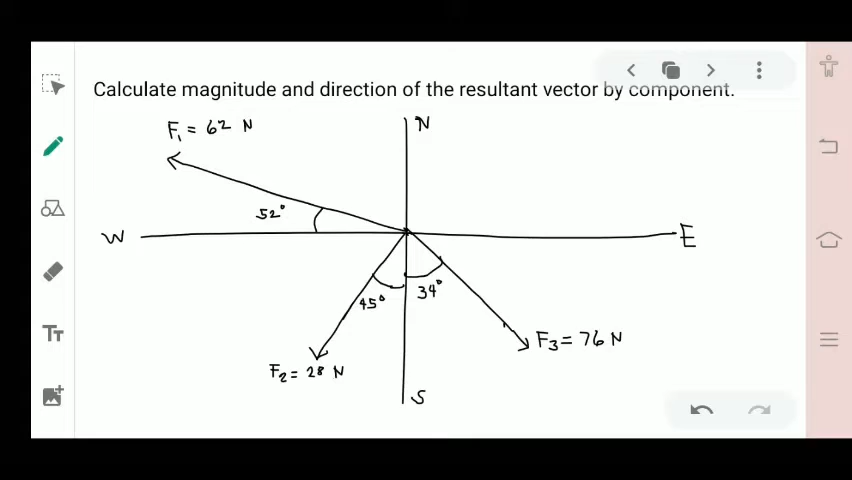 Calculate magnitude and direction of the resultant vector by component.
F₁ = 62 N
N
52°
W
E
45°
34°
F₃ = 76 N
F₂ = 28 N
S
Tт